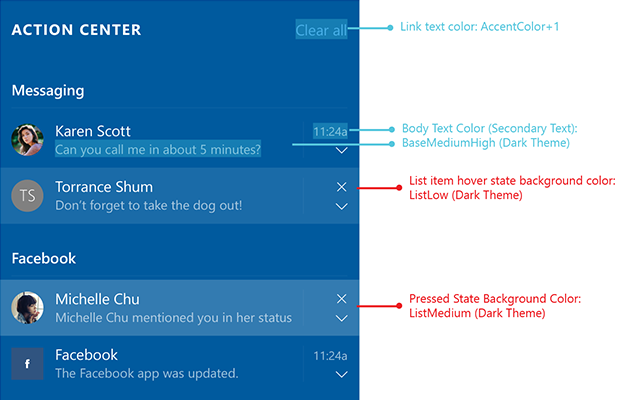 ACTION CENTER
Clear all
Link text color: AccentColor+1
Messaging
Karen Scott
11:24a
Can you call me in about 5 minutes?
Body Text Color (Secondary Text):
BaseMediumHigh (Dark Theme)
TS
Torrance Shum
Don't forget to take the dog out!
List item hover state background color:
ListLow (Dark Theme)
Facebook
Michelle Chu
Michelle Chu mentioned you in her status
Pressed State Background Color:
ListMedium (Dark Theme)
f
Facebook
11:24a
The Facebook app was updated.